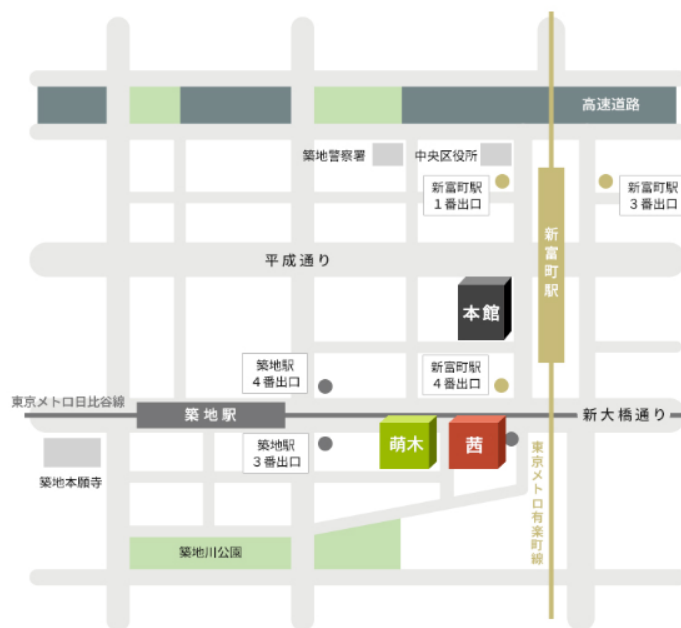 高速道路
築地警察署
中央区役所
新富町駅
1番出口
新富町駅
3番出口
新富町駅
平成通り
本館
築地駅
4番出口
新富町駅
4番出口
東京メトロ日比谷線
築地駅
新大橋通り
築地駅
3番出口
萌木
茜
築地本願寺
東京メトロ有楽町線
築地川公園